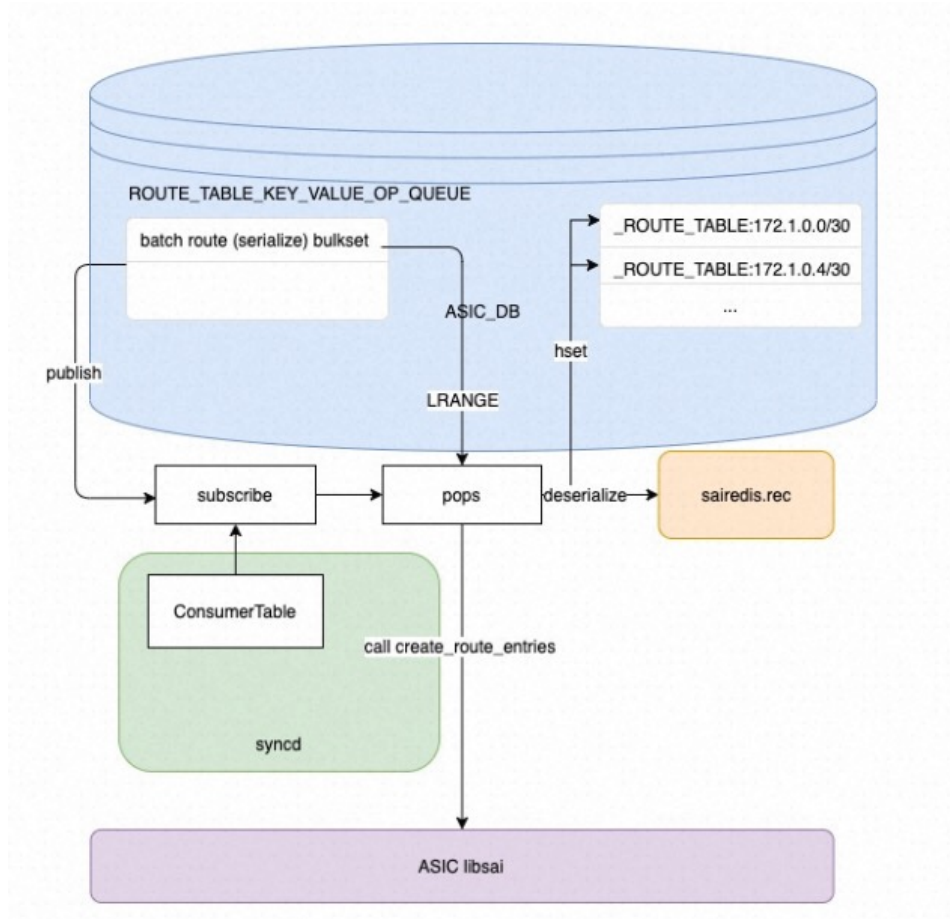 ROUTE_TABLE_KEY_VALUE_OP_QUEUE
batch route (serialize) bulkset
_ROUTE_TABLE:172.1.0.0/30
_ROUTE_TABLE:172.1.0.4/30
...
ASIC_DB
hset
publish
LRANGE
subscribe
pops
deserialize
sairedis.rec
ConsumerTable
call create_route_entries
syncd
ASIC libsai